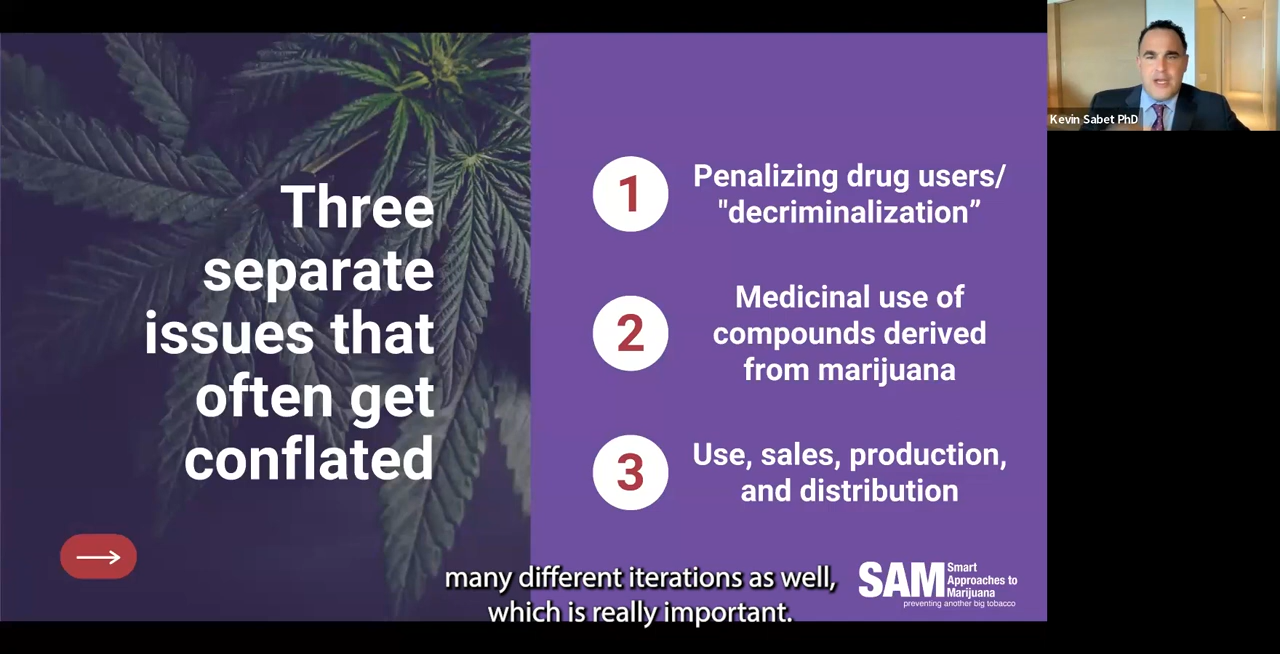 Three
separate
issues that
often get
conflated
1
Penalizing drug users/
"decriminalization”
2
Medicinal use of
compounds derived
from marijuana
3
Use, sales, production,
and distribution
SAM
Smart
Approaches to
Marijuana
preventing another big tobacco
many different iterations as well,
which is really important.
Kevin Sabet PhD